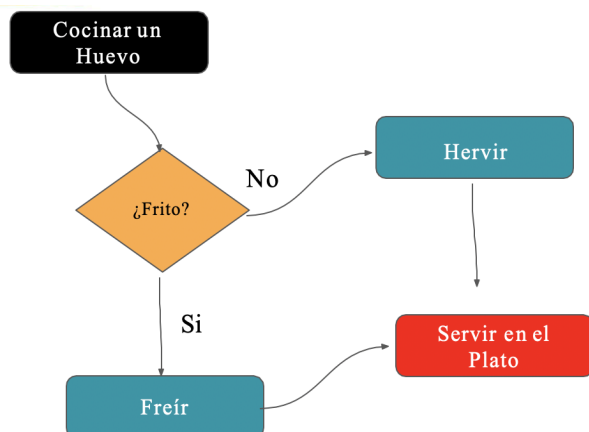 Cocinar un
Huevo
¿Frito?
No
Hervir
Si
Servir en el
Plato
Freír